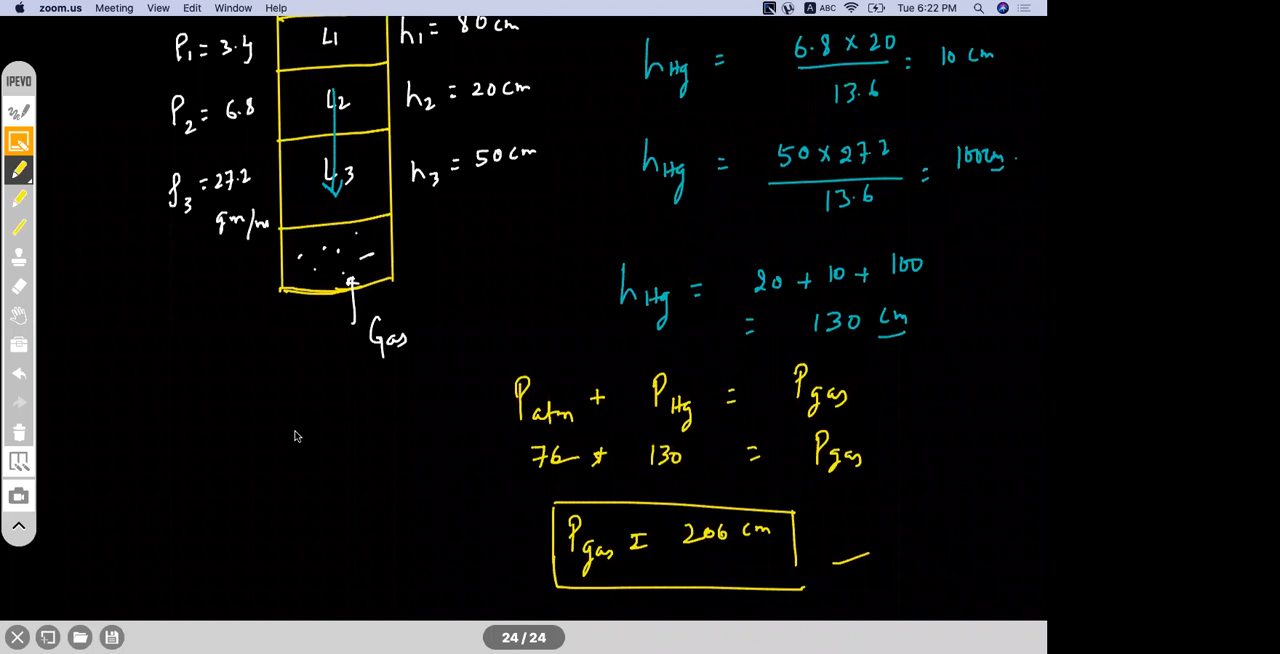 zoom.us Meeting View Edit Window Help
ABC Tue 6:22 PM
IPEVO
P1 = 3.4 L1 h1 = 80 cm
P2 = 6.8 L2 h2 = 20 cm
ρ3 = 27.2 L3 h3 = 50 cm
gm/ml
Gas
hHg = 6.8 × 20 / 13.6 = 10 cm
hHg = 50 × 27.2 / 13.6 = 100 cm.
hHg = 20 + 10 + 100
= 130 cm
Patm + PHg = Pgas
76 + 130 = Pgas
Pgas = 206 cm
24 / 24